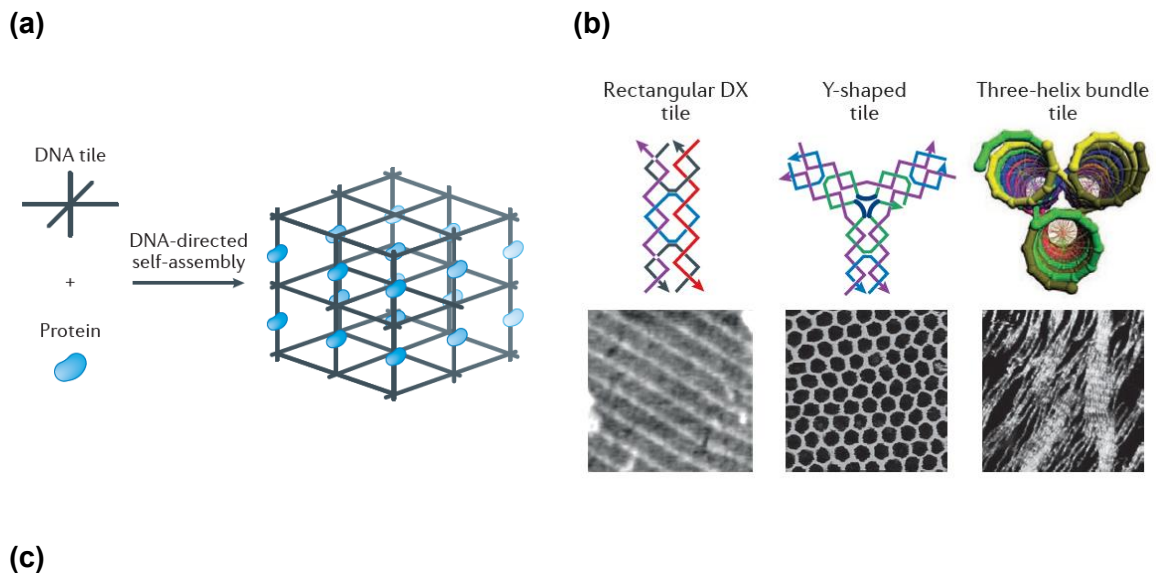 (a)
DNA tile
+
Protein
DNA-directed
self-assembly
(b)
Rectangular DX
tile
Y-shaped
tile
Three-helix bundle
tile
(c)